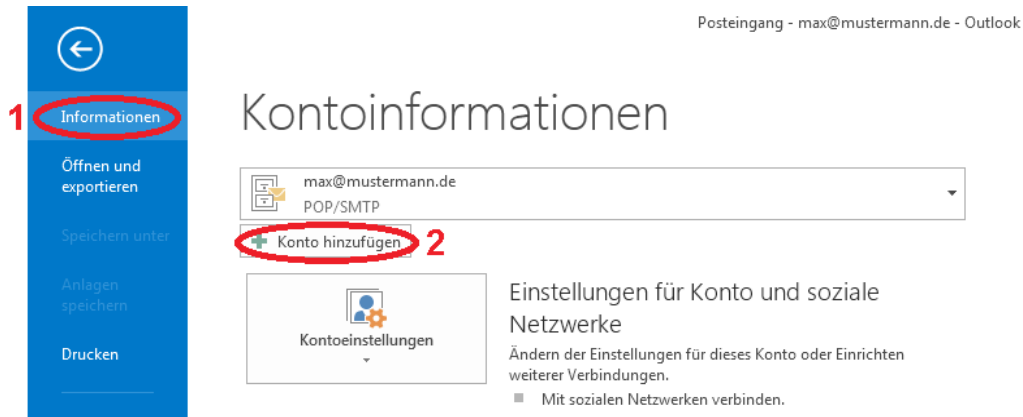 Posteingang - max@mustermann.de - Outlook
1
Informationen
Öffnen und
exportieren
Speichern unter
Anlagen
speichern
Drucken
Kontoinformationen
max@mustermann.de
POP/SMTP
Konto hinzufügen
2
Kontoeinstellungen
Einstellungen für Konto und soziale
Netzwerke
Ändern der Einstellungen für dieses Konto oder Einrichten
weiterer Verbindungen.
Mit sozialen Netzwerken verbinden.